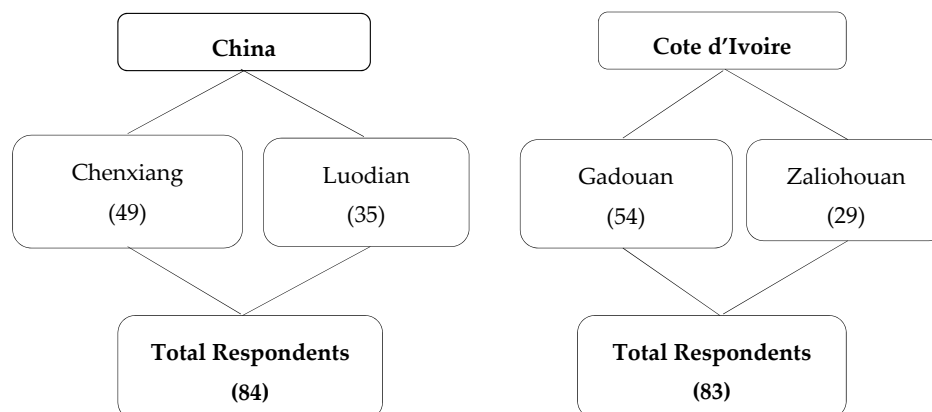 China
Cote d’Ivoire
Chenxiang
(49)
Luodian
(35)
Gadouan
(54)
Zaliohouan
(29)
Total Respondents
(84)
Total Respondents
(83)